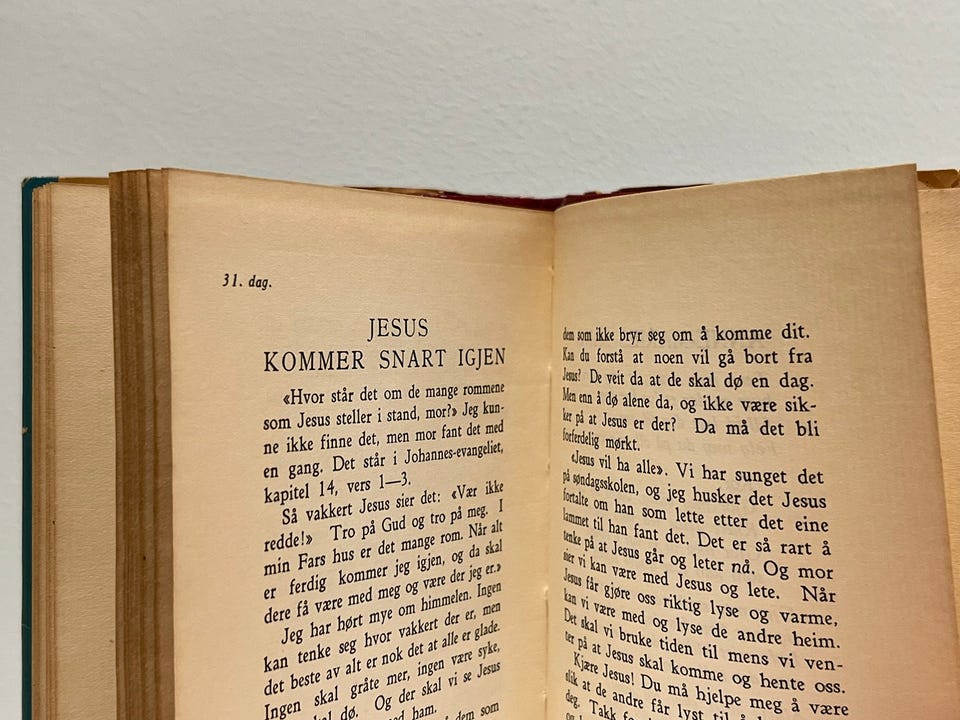 31. dag.
JESUS
KOMMER SNART IGJEN
«Hvor står det om de mange rommene
som Jesus steller i stand, mor?» Jeg kun-
ne ikke finne det, men mor fant det med
en gang. Det står i Johannes-evangeliet,
kapitel 14, vers 1—3.
Så vakkert Jesus sier det: «Vær ikke
redde!» Tro på Gud og tro på meg. I
min Fars hus er det mange rom. Når alt
er ferdig kommer jeg igjen, og da skal
dere få være med meg og være der jeg er.»
Jeg har hørt mye om himmelen. Ingen
kan tenke seg hvor vakkert der er, men
det beste av alt er nok det at alle er glade.
Ingen skal gråte mer, ingen være syke,
skal dø. Og der skal vi se Jesus
ham.
dem som
dem som ikke bryr seg om å komme dit.
Kan du forstå at noen vil gå bort fra
Jesus? De veit da at de skal dø en dag.
Men enn å dø alene da, og ikke være sik-
ker på at Jesus er der? Da må det bli
forferdelig mørkt.
«Jesus vil ha alle». Vi har sunget det
på søndagsskolen, og jeg husker det Jesus
fortalte om han som lette etter det eine
lammet til han fant det. Det er så rart å
tenke på at Jesus går og leter nå. Og mor
sier vi kan være med Jesus og lete. Når
Jesus får gjøre oss riktig lyse og varme,
kan vi være med og lyse de andre heim.
Det skal vi bruke tiden til mens vi ven-
ter på at Jesus skal komme og hente oss.
Kjære Jesus! Du må hjelpe meg å være
slik at de andre får lyst til å
deg. Takk